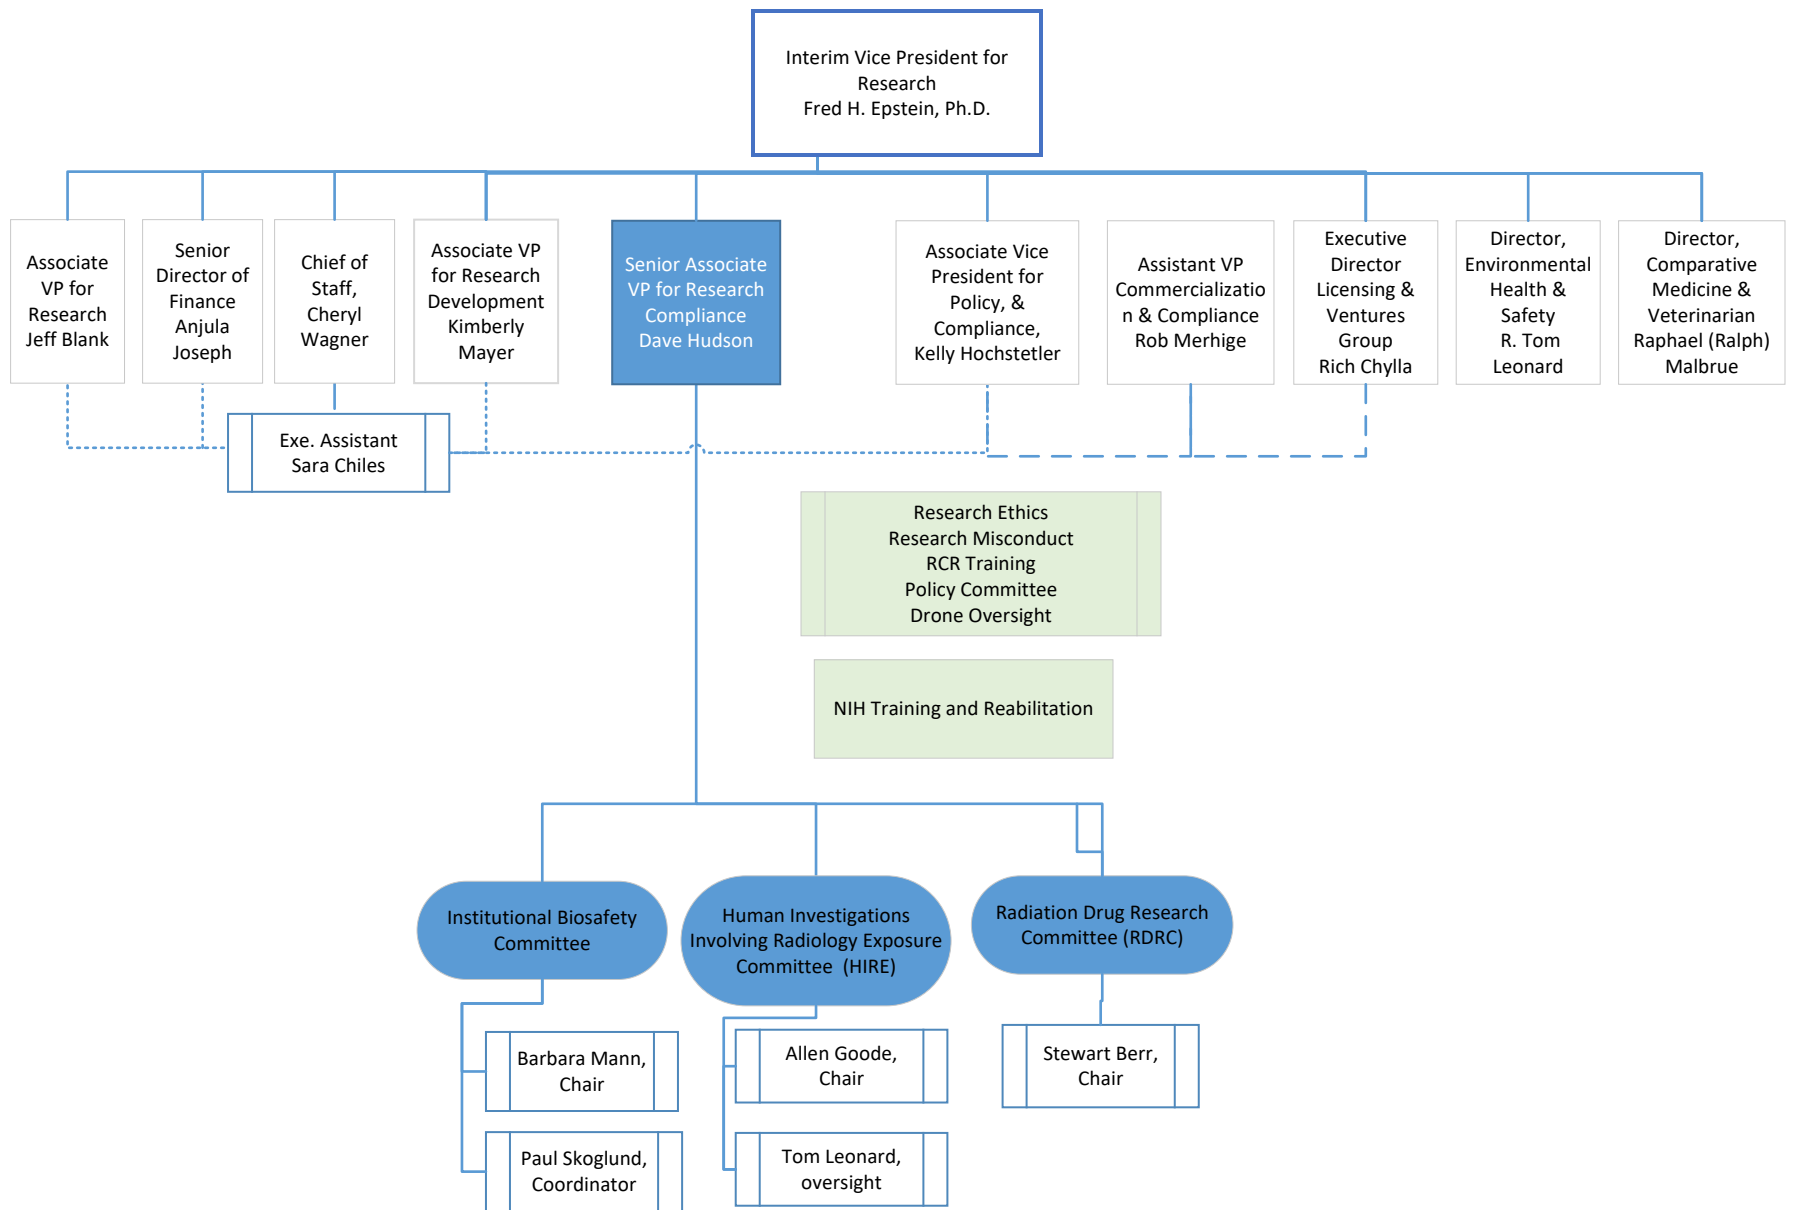 Interim Vice President for
Research
Fred H. Epstein, Ph.D.
Associate
VP for
Research
Jeff Blank
Senior
Director of
Finance
Anjula
Joseph
Chief of
Staff,
Cheryl
Wagner
Associate VP
for Research
Development
Kimberly
Mayer
Senior Associate
VP for Research
Compliance
Dave Hudson
Associate Vice
President for
Policy, &
Compliance,
Kelly Hochstetler
Assistant VP
Commercializatio
n & Compliance
Rob Merhige
Executive
Director
Licensing &
Ventures
Group
Rich Chylla
Director,
Environmental
Health &
Safety
R. Tom
Leonard
Director,
Comparative
Medicine &
Veterinarian
Raphael (Ralph)
Malbrue
Exe. Assistant
Sara Chiles
Research Ethics
Research Misconduct
RCR Training
Policy Committee
Drone Oversight
NIH Training and Reabilitation
Institutional Biosafety
Committee
Human Investigations
Involving Radiology Exposure
Committee (HIRE)
Radiation Drug Research
Committee (RDRC)
Barbara Mann,
Chair
Allen Goode,
Chair
Stewart Berr,
Chair
Paul Skoglund,
Coordinator
Tom Leonard,
oversight